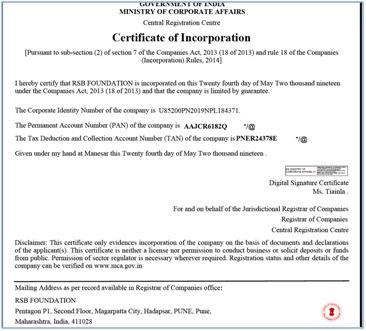 GOVERNMENT OF INDIA
MINISTRY OF CORPORATE AFFAIRS
Central Registration Centre
Certificate of Incorporation
[Pursuant to sub-section (2) of section 7 of the Companies Act, 2013 (18 of 2013) and rule 18 of the Companies
(Incorporation) Rules, 2014]
I hereby certify that RSB FOUNDATION is incorporated on this Twenty fourth day of May Two thousand nineteen
under the Companies Act, 2013 (18 of 2013) and that the company is limited by guarantee.
The Corporate Identity Number of the company is U85200PN2019NPL184371.
The Permanent Account Number (PAN) of the company is AAJCR6182Q */@
The Tax Deduction and Collection Account Number (TAN) of the company is PNER24378E */@
Given under my hand at Manesar this Twenty fourth day of May Two thousand nineteen .
Digital Signature Certificate
Ms. Tiainla .
For and on behalf of the Jurisdictional Registrar of Companies
Registrar of Companies
Central Registration Centre
Disclaimer: This certificate only evidences incorporation of the company on the basis of documents and declarations
of the applicant(s). This certificate is neither a license nor permission to conduct business or solicit deposits or funds
from public. Permission of sector regulator is necessary wherever required. Registration status and other details of the
company can be verified on www.mca.gov.in
Mailing Address as per record available in Registrar of Companies office:
RSB FOUNDATION
Pentagon P1, Second Floor, Magarpatta City, Hadapsar, PUNE, Pune,
Maharashtra, India, 411028